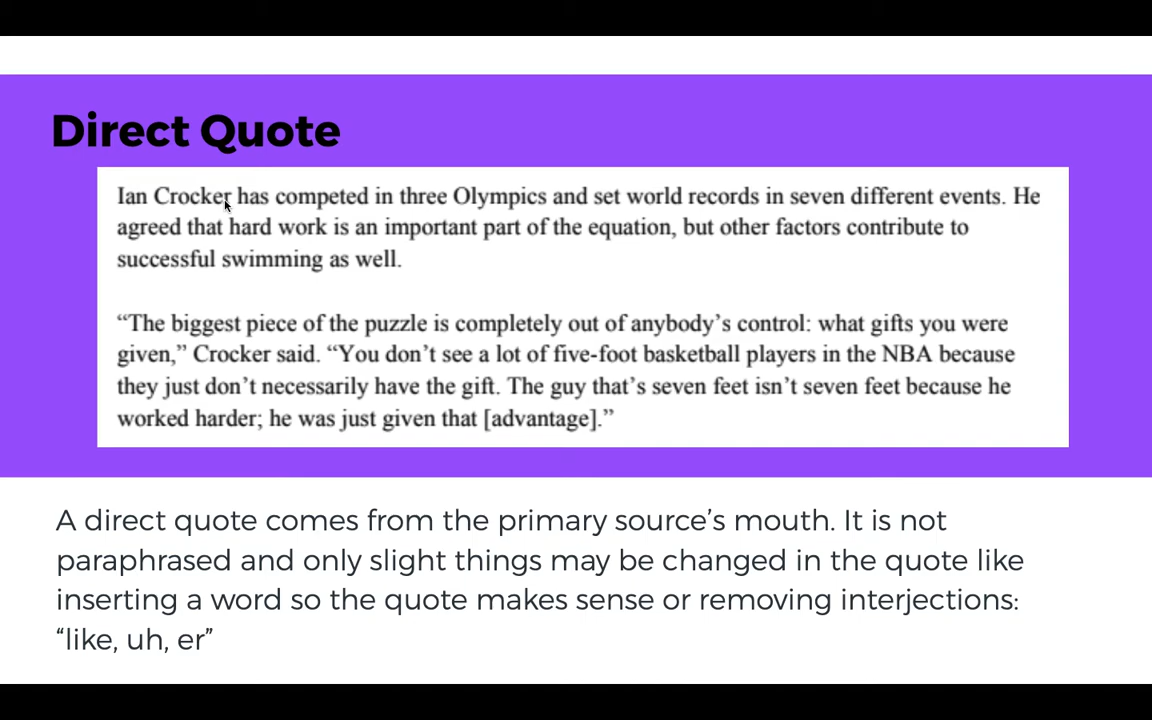 Direct Quote
Ian Crocker has competed in three Olympics and set world records in seven different events. He
agreed that hard work is an important part of the equation, but other factors contribute to
successful swimming as well.
“The biggest piece of the puzzle is completely out of anybody’s control: what gifts you were
given,” Crocker said. “You don’t see a lot of five-foot basketball players in the NBA because
they just don’t necessarily have the gift. The guy that’s seven feet isn’t seven feet because he
worked harder; he was just given that [advantage].”
A direct quote comes from the primary source’s mouth. It is not
paraphrased and only slight things may be changed in the quote like
inserting a word so the quote makes sense or removing interjections:
“like, uh, er”